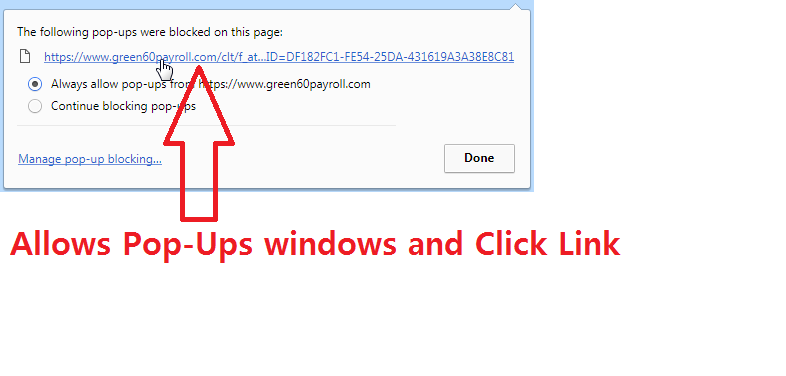 The following pop-ups were blocked on this page:
https://www.green60payroll.com/clt/f_at...ID=DF182FC1-FE54-25DA-431619A3A38E8C81
Always allow pop-ups from https://www.green60payroll.com
Continue blocking pop-ups
Manage pop-up blocking...
Done
Allows Pop-Ups windows and Click Link